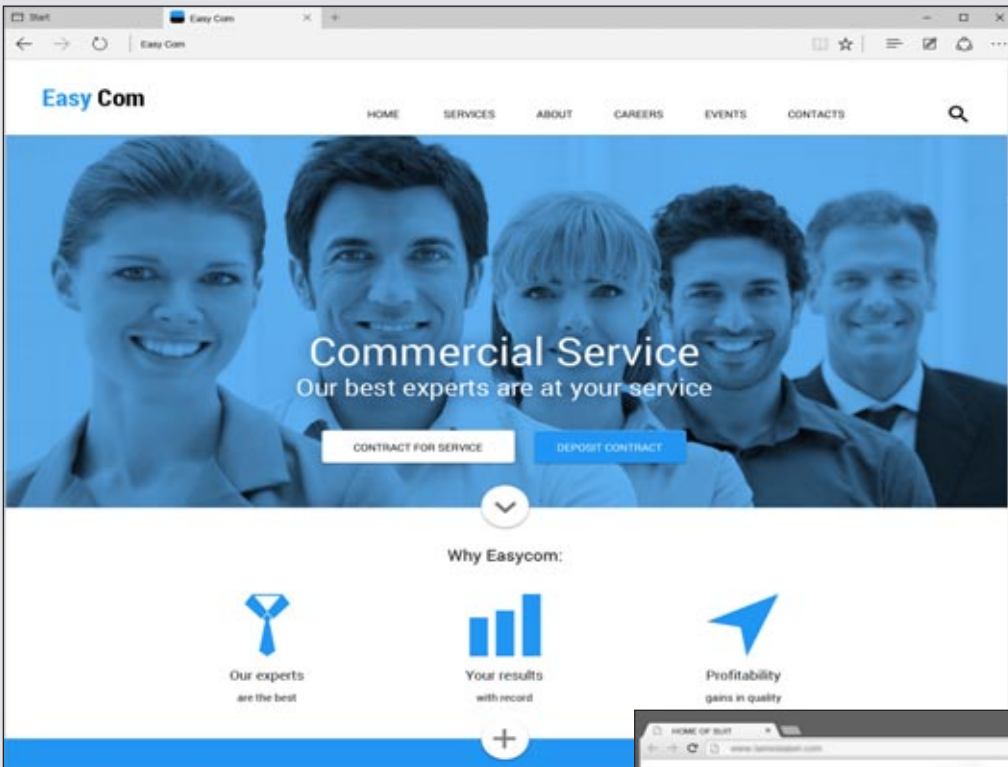 Start
Easy Com
Easy Com
Easy Com
HOME SERVICES ABOUT CAREERS EVENTS CONTACTS
Commercial Service
Our best experts are at your service
CONTRACT FOR SERVICE DEPOSIT CONTRACT
Why Easycom:
Our experts Your results Profitability
are the best with record gains in quality
HOME OF SUIT